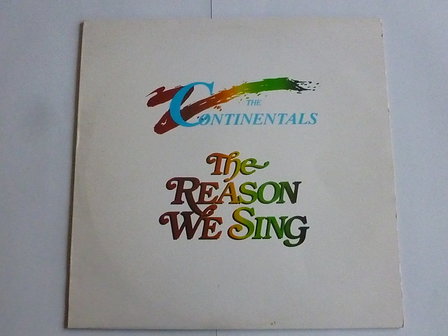 THE
CONTINENTALS
The
REASON
WE SING